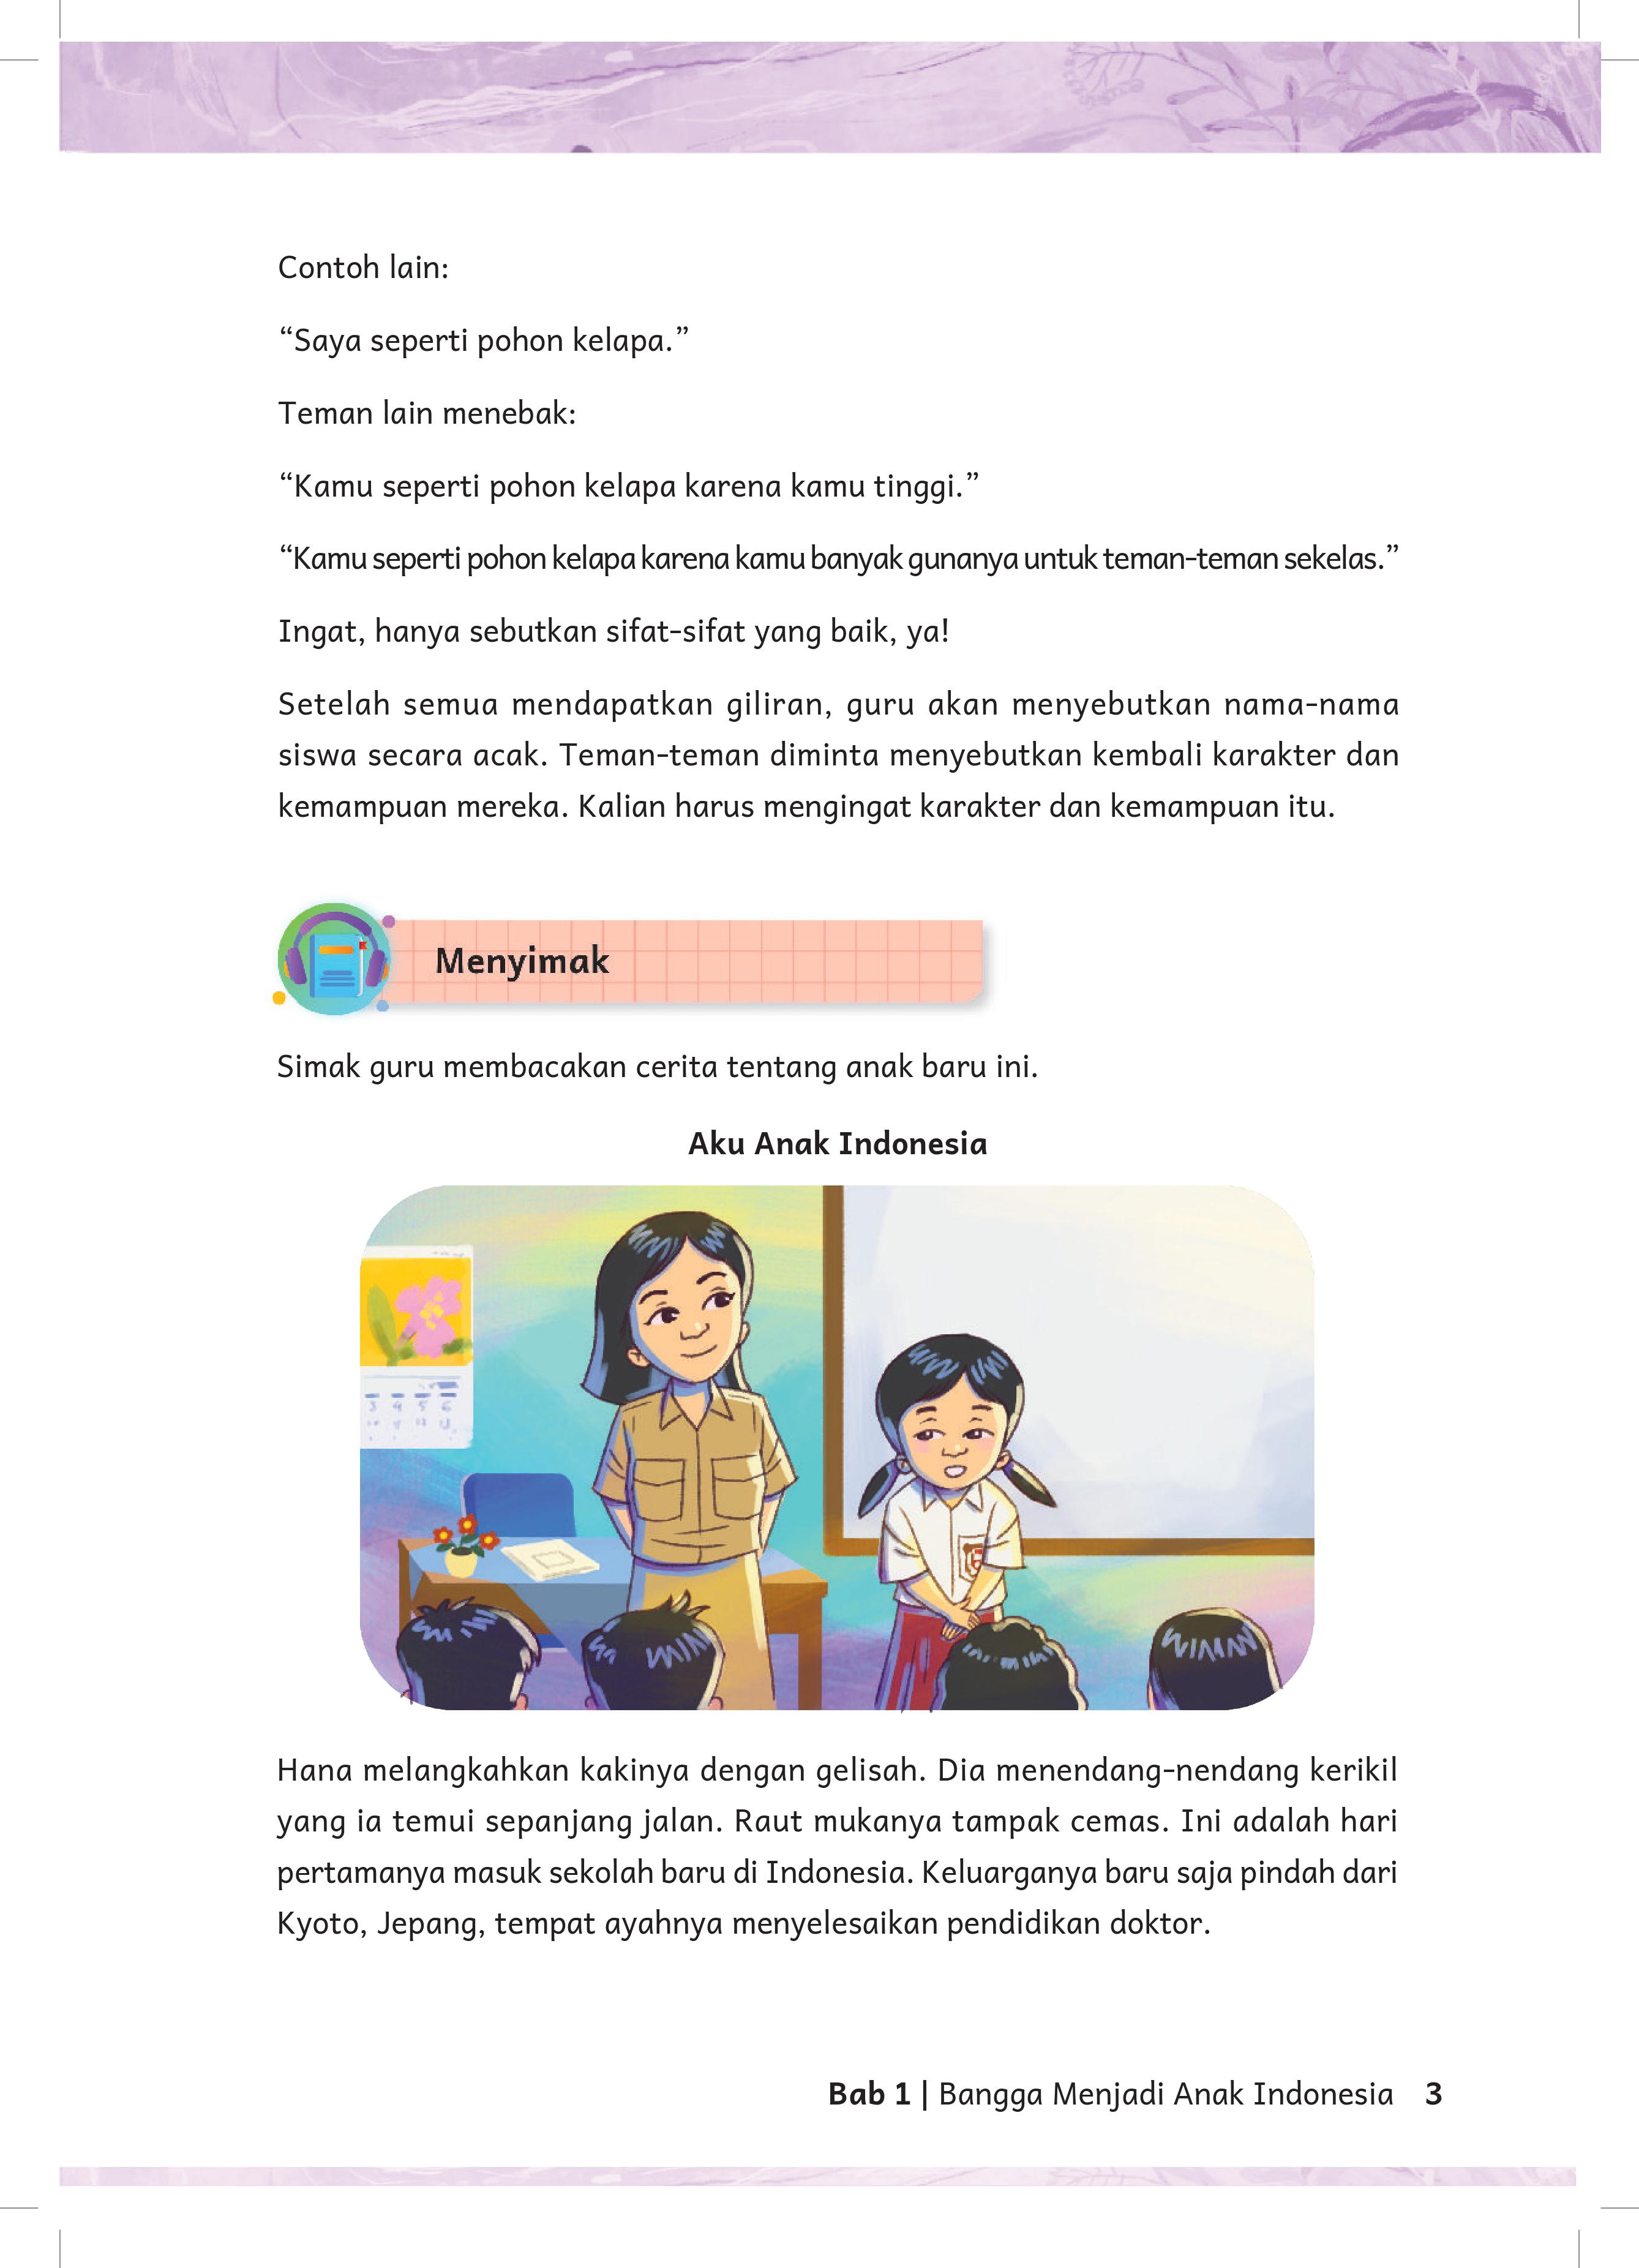 Contoh lain:
“Saya seperti pohon kelapa.”
Teman lain menebak:
“Kamu seperti pohon kelapa karena kamu tinggi.”
“Kamu seperti pohon kelapa karena kamu banyak gunanya untuk teman-teman sekelas.”
Ingat, hanya sebutkan sifat-sifat yang baik, ya!
Setelah semua mendapatkan giliran, guru akan menyebutkan nama-nama
siswa secara acak. Teman-teman diminta menyebutkan kembali karakter dan
kemampuan mereka. Kalian harus mengingat karakter dan kemampuan itu.
Menyimak
Simak guru membacakan cerita tentang anak baru ini.
Aku Anak Indonesia
3 4 5 6
Hana melangkahkan kakinya dengan gelisah. Dia menendang-nendang kerikil
yang ia temui sepanjang jalan. Raut mukanya tampak cemas. Ini adalah hari
pertamanya masuk sekolah baru di Indonesia. Keluarganya baru saja pindah dari
Kyoto, Jepang, tempat ayahnya menyelesaikan pendidikan doktor.
Bab 1 | Bangga Menjadi Anak Indonesia 3